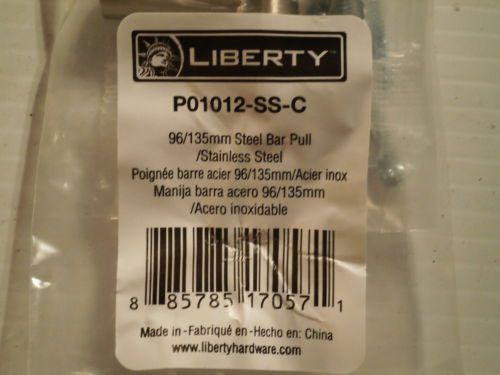 LIBERTY
P01012-SS-C
96/135mm Steel Bar Pull
/Stainless Steel
Poignée barre acier 96/135mm/Acier inox
Manija barra acero 96/135mm
/Acero inoxidable
8 85785 17057 1
Made in-Fabriqué en-Hecho en: China
www.libertyhardware.com